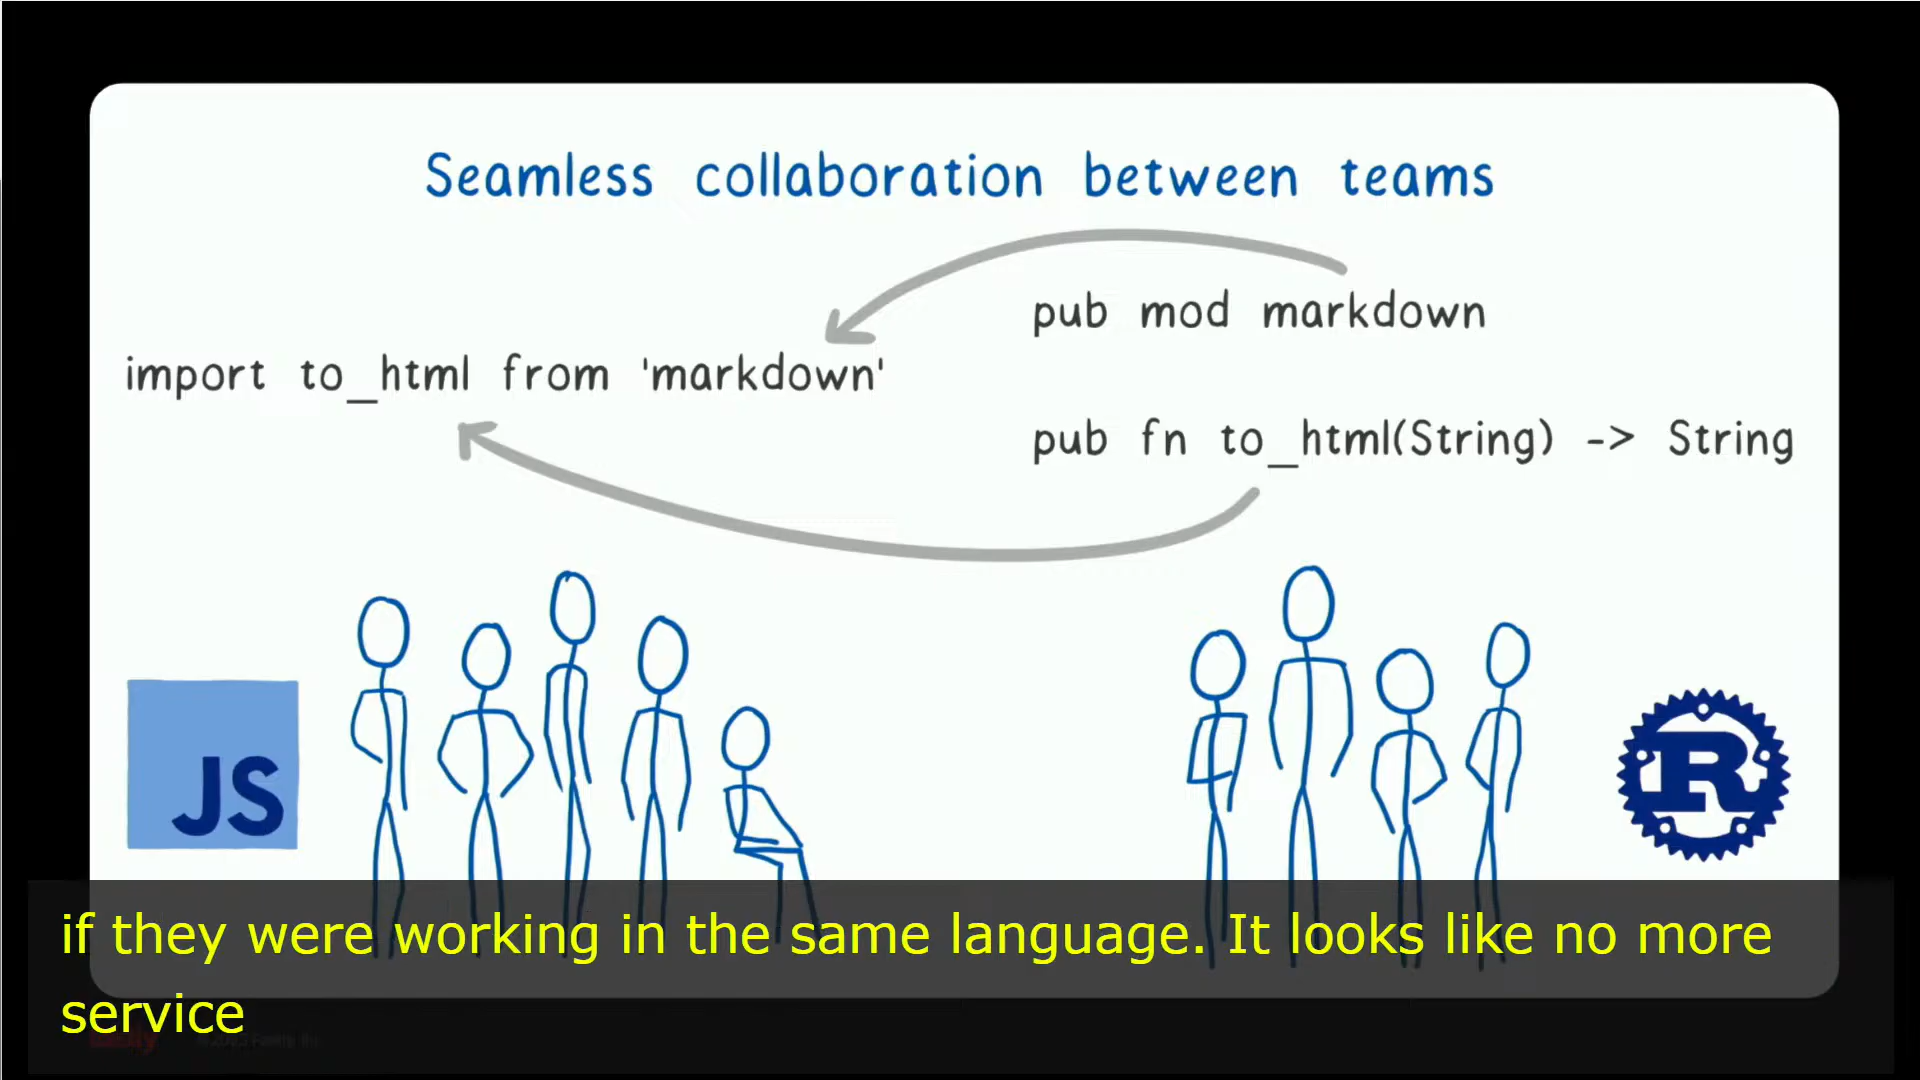 Seamless collaboration between teams
pub mod markdown
import to_html from 'markdown'
pub fn to_html(String) -> String
JS
R
if they were working in the same language. It looks like no more
service